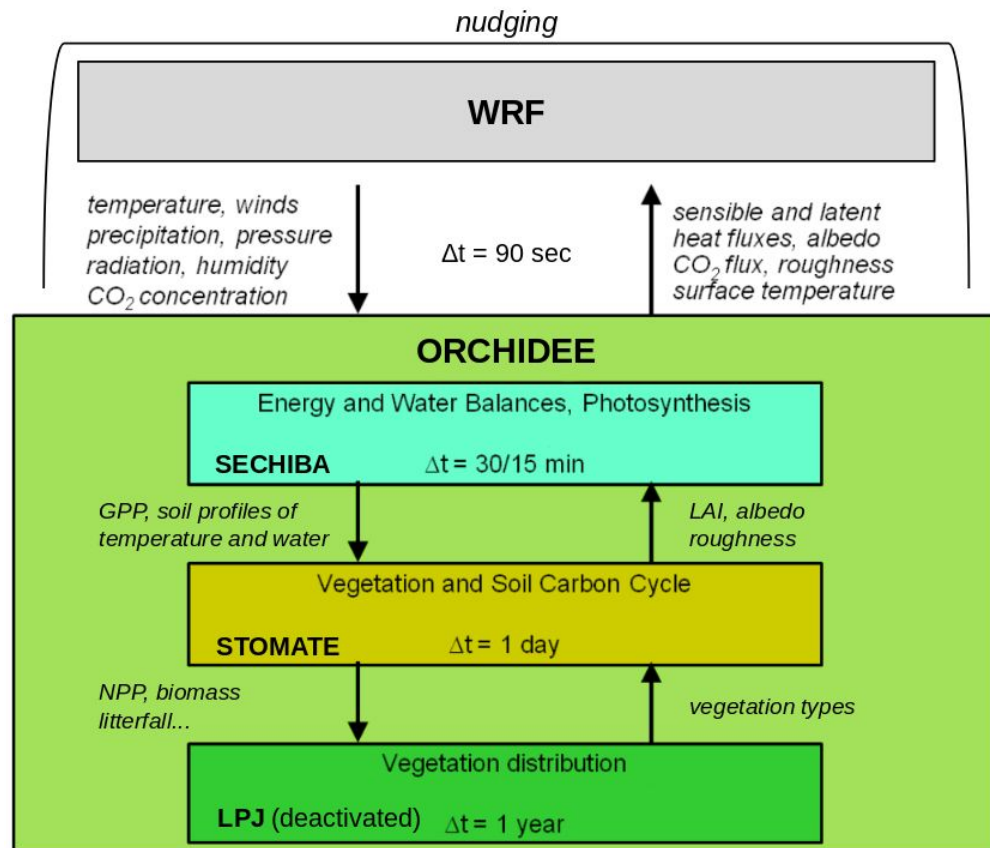 nudging
WRF
temperature, winds
precipitation, pressure
radiation, humidity
CO₂ concentration
Δt = 90 sec
sensible and latent
heat fluxes, albedo
CO₂ flux, roughness
surface temperature
ORCHIDEE
Energy and Water Balances, Photosynthesis
SECHIBA Δt = 30/15 min
GPP, soil profiles of
temperature and water
LAI, albedo
roughness
Vegetation and Soil Carbon Cycle
STOMATE Δt = 1 day
NPP, biomass
litterfall...
vegetation types
Vegetation distribution
LPJ (deactivated) Δt = 1 year